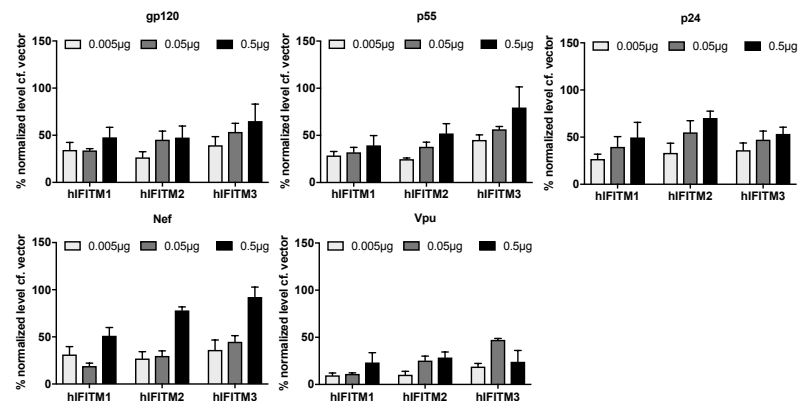 gp120
% normalized level cf. vector
150
100
50
0
0.005µg 0.05µg 0.5µg
hIFITM1 hIFITM2 hIFITM3
p55
% normalized level cf. vector
150
100
50
0
0.005µg 0.05µg 0.5µg
hIFITM1 hIFITM2 hIFITM3
p24
% normalized level cf. vector
150
100
50
0
0.005µg 0.05µg 0.5µg
hIFITM1 hIFITM2 hIFITM3
Nef
% normalized level cf. vector
150
100
50
0
0.005µg 0.05µg 0.5µg
hIFITM1 hIFITM2 hIFITM3
Vpu
% normalized level cf. vector
150
100
50
0
0.005µg 0.05µg 0.5µg
hIFITM1 hIFITM2 hIFITM3